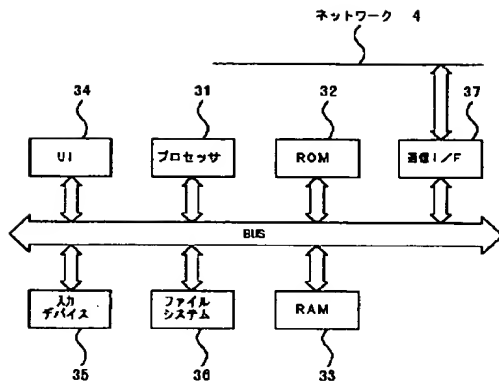 ネットワーク 4
34
31
32
37
UI
プロセッサ
ROM
通信I/F
BUS
入力
デバイス
ファイル
システム
RAM
35
36
33